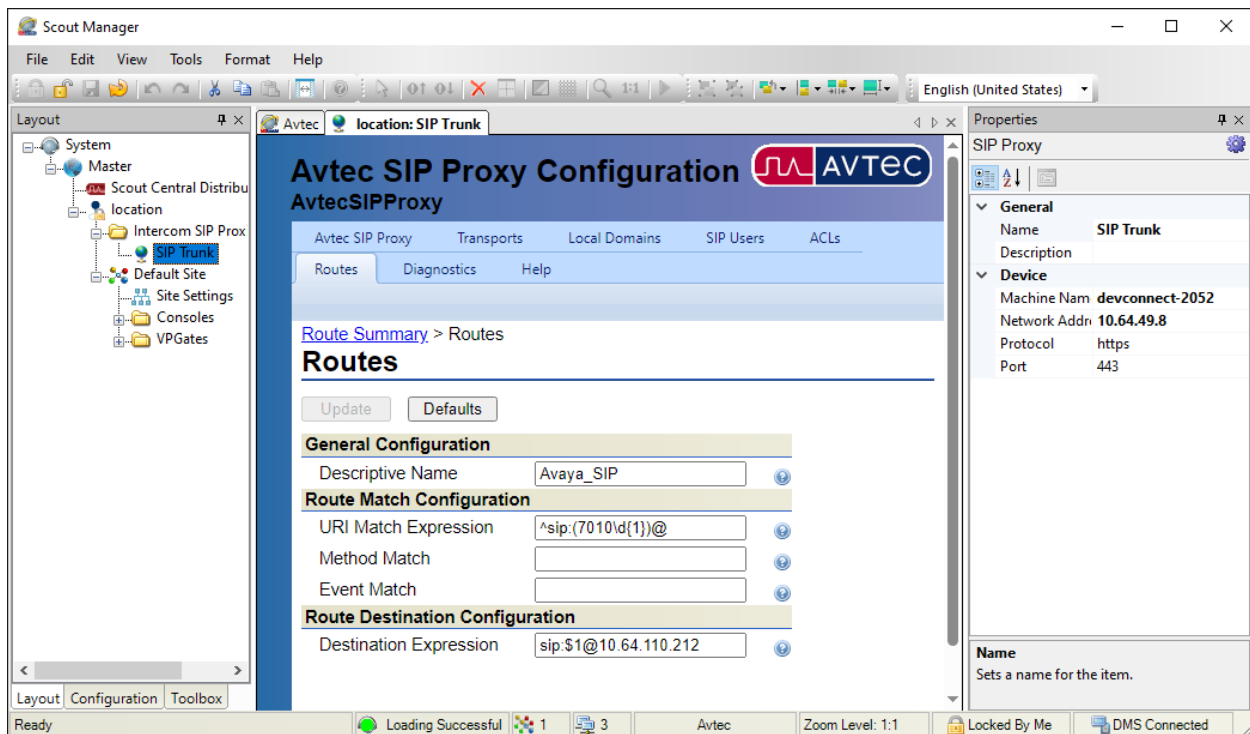 Scout Manager
File Edit View Tools Format Help
1:1 English (United States)
Layout
System
Master
Scout Central Distribu
location
Intercom SIP Prox
SIP Trunk
Default Site
Site Settings
Consoles
VPGates
Layout Configuration Toolbox
Avtec location: SIP Trunk
Avtec SIP Proxy Configuration AVTEC
AvtecSIPProxy
Avtec SIP Proxy Transports Local Domains SIP Users ACLs
Routes Diagnostics Help
Route Summary > Routes
Routes
Update Defaults
General Configuration
Descriptive Name Avaya_SIP
Route Match Configuration
URI Match Expression ^sip:(7010\d{1})@
Method Match
Event Match
Route Destination Configuration
Destination Expression sip:$1@10.64.110.212
Properties
SIP Proxy
General
Name SIP Trunk
Description
Device
Machine Nam devconnect-2052
Network Addr 10.64.49.8
Protocol https
Port 443
Name
Sets a name for the item.
Ready Loading Successful 1 3 Avtec Zoom Level: 1:1 Locked By Me DMS Connected